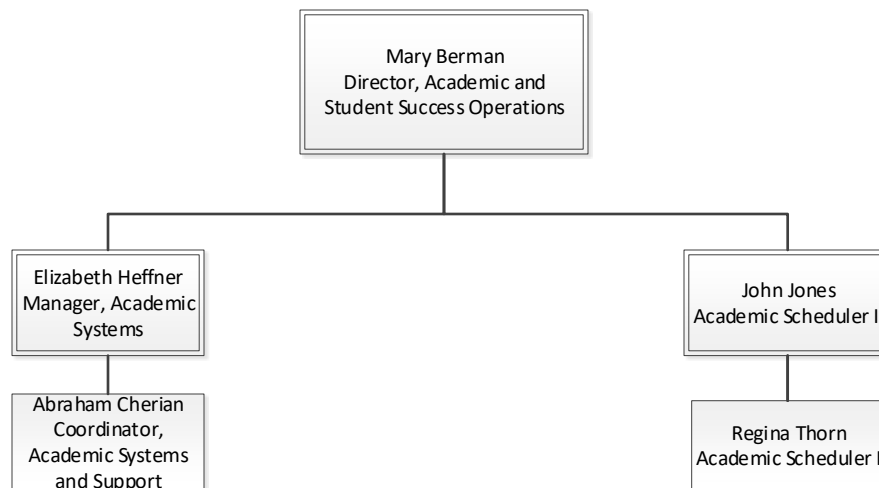 Mary Berman
Director, Academic and
Student Success Operations
Elizabeth Heffner
Manager, Academic
Systems
John Jones
Academic Scheduler I
Abraham Cherian
Coordinator,
Academic Systems
and Support
Regina Thorn
Academic Scheduler